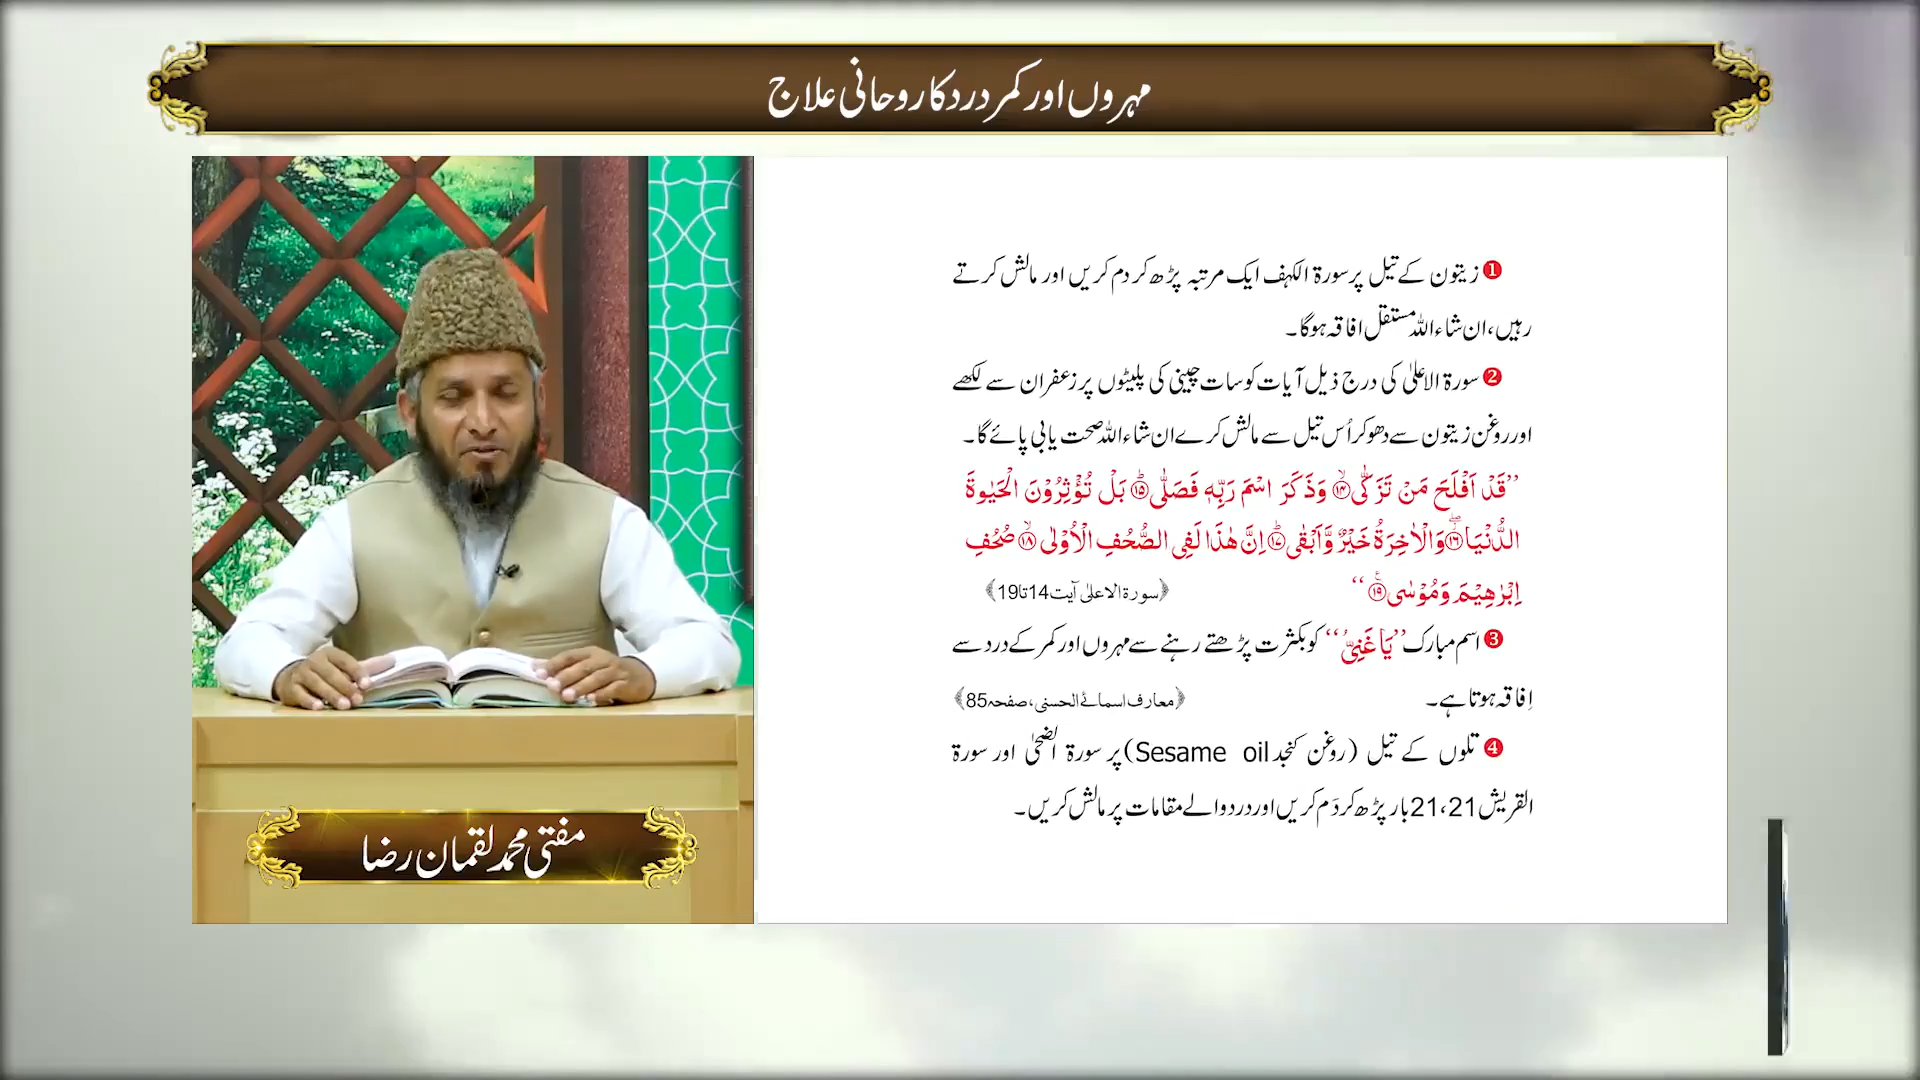 مہروں اور کمر درد کا روحانی علاج
❶ زیتون کے تیل پر سورۃ الکہف ایک مرتبہ پڑھ کر دم کریں اور مالش کرتے
رہیں، ان شاء اللہ مستقل افاقہ ہوگا۔
❷ سورۃ الاعلیٰ کی درج ذیل آیات کو سات چینی کی پلیٹوں پر زعفران سے لکھے
اور روغن زیتون سے دھو کر اُس تیل سے مالش کرے ان شاء اللہ صحت یابی پائے گا۔
’’قَدْ اَفْلَحَ مَنْ تَزَكّٰىۙ۝۱۴ وَذَكَرَ اسْمَ رَبِّهٖ فَصَلّٰىؕ۝۱۵ بَلْ تُؤْثِرُوْنَ الْحَیٰوةَ
الدُّنْیَا٘ۖ۝۱۶ وَالْاٰخِرَةُ خَیْرٌ وَّاَبْقٰىؕ۝۱۷ اِنَّ هٰذَا لَفِی الصُّحُفِ الْاُوْلٰىۙ۝۱۸ صُحُفِ
اِبْرٰهِیْمَ وَمُوْسٰى۠۝۱۹‘‘ ﴿سورۃ الاعلیٰ آیت 14 تا 19﴾
❸ اسم مبارک ’’یَا غَنِیُّ‘‘ کو بکثرت پڑھتے رہنے سے مہروں اور کمر کے درد سے
اِفاقہ ہوتا ہے۔ ﴿معارف اسمائے الحسنی، صفحہ 85﴾
❹ تلوں کے تیل (روغن کنجد Sesame oil) پر سورۃ الضحیٰ اور سورۃ
القریش 21،21 بار پڑھ کر دَم کریں اور درد والے مقامات پر مالش کریں۔
مفتی محمد لقمان رضا